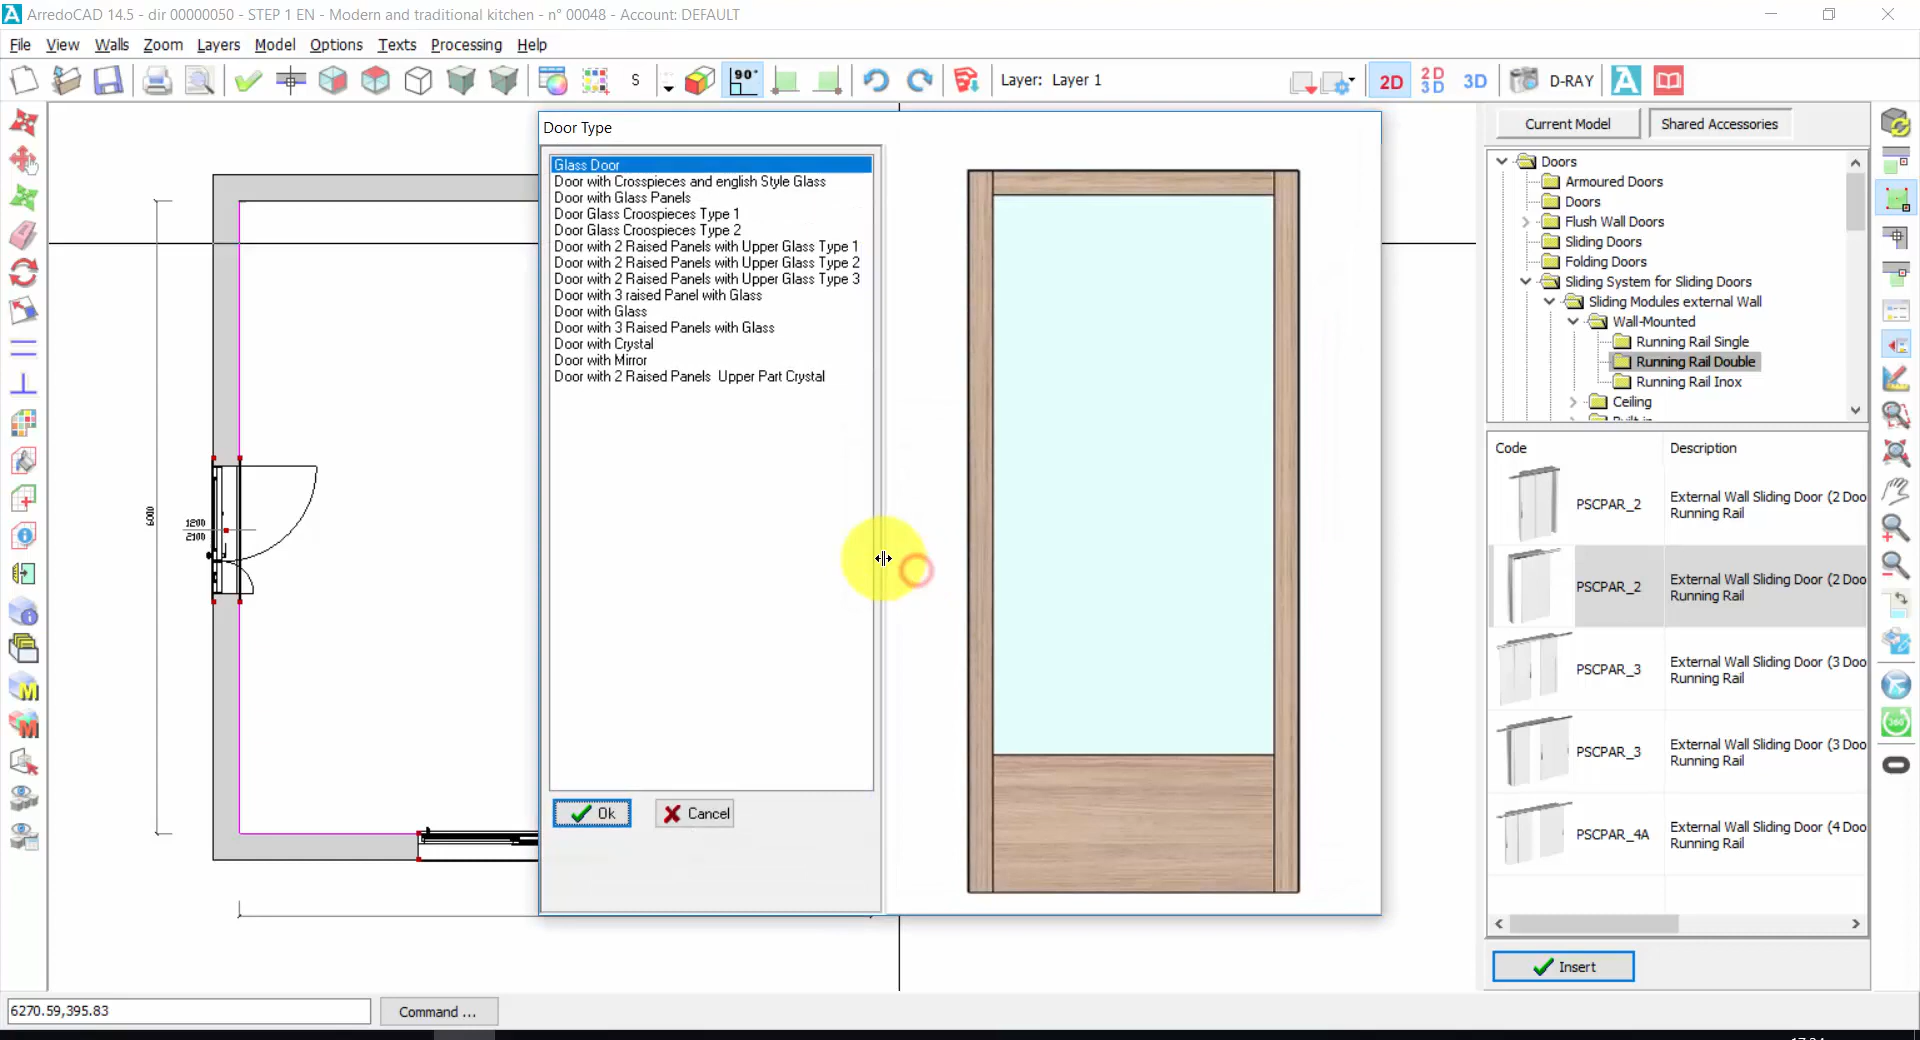 ArredoCAD 14.5 - dir 00000050 - STEP 1 EN - Modern and traditional kitchen - n° 00048 - Account: DEFAULT
File View Walls Zoom Layers Model Options Texts Processing Help
S 90° Layer: Layer 1 2D 2D 3D 3D D-RAY A
Door Type
Glass Door
Door with Crosspieces and english Style Glass
Door with Glass Panels
Door Glass Croospieces Type 1
Door Glass Croospieces Type 2
Door with 2 Raised Panels with Upper Glass Type 1
Door with 2 Raised Panels with Upper Glass Type 2
Door with 2 Raised Panels with Upper Glass Type 3
Door with 3 raised Panel with Glass
Door with Glass
Door with 3 Raised Panels with Glass
Door with Crystal
Door with Mirror
Door with 2 Raised Panels Upper Part Crystal
Ok Cancel
6000
1200
2100
Current Model Shared Accessories
Doors
Armoured Doors
Doors
Flush Wall Doors
Sliding Doors
Folding Doors
Sliding System for Sliding Doors
Sliding Modules external Wall
Wall-Mounted
Running Rail Single
Running Rail Double
Running Rail Inox
Ceiling
Code Description
PSCPAR_2 External Wall Sliding Door (2 Doo
Running Rail
PSCPAR_2 External Wall Sliding Door (2 Doo
Running Rail
PSCPAR_3 External Wall Sliding Door (3 Doo
Running Rail
PSCPAR_3 External Wall Sliding Door (3 Doo
Running Rail
PSCPAR_4A External Wall Sliding Door (4 Doo
Running Rail
Insert
6270.59,395.83 Command ...